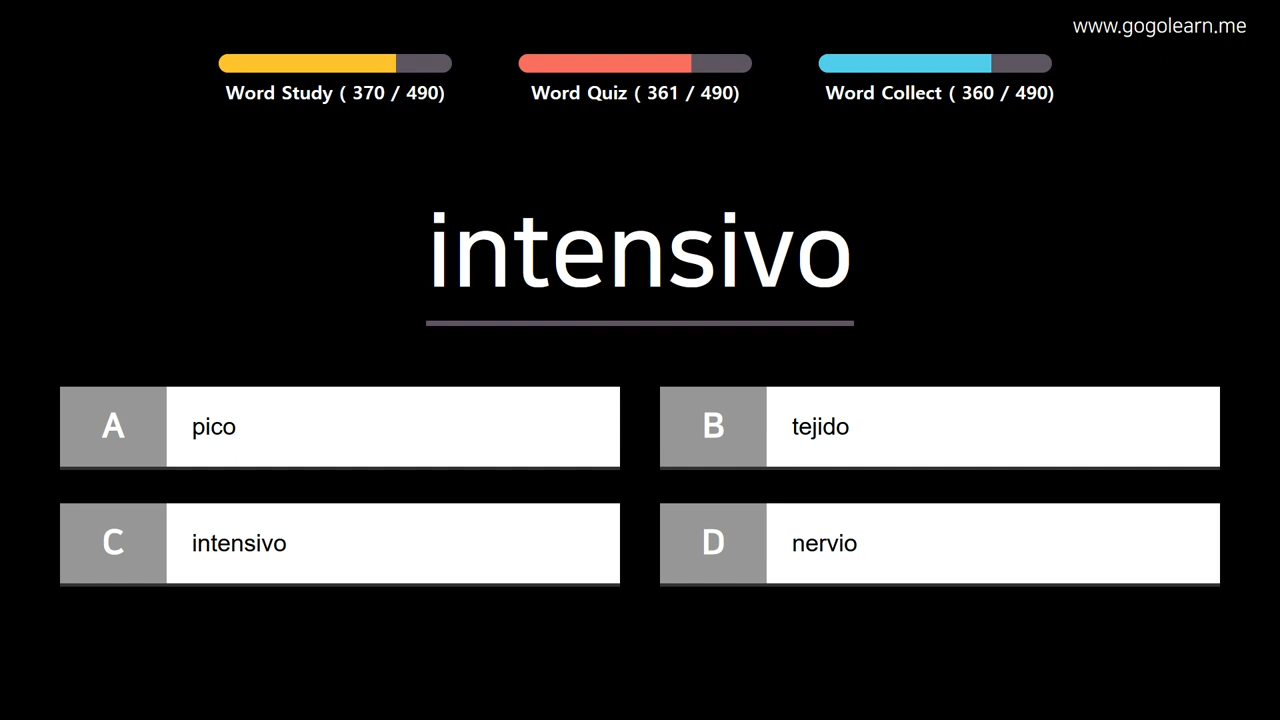 www.gogolearn.me
Word Study ( 370 / 490)
Word Quiz ( 361 / 490)
Word Collect ( 360 / 490)
intensivo
A pico
B tejido
C intensivo
D nervio